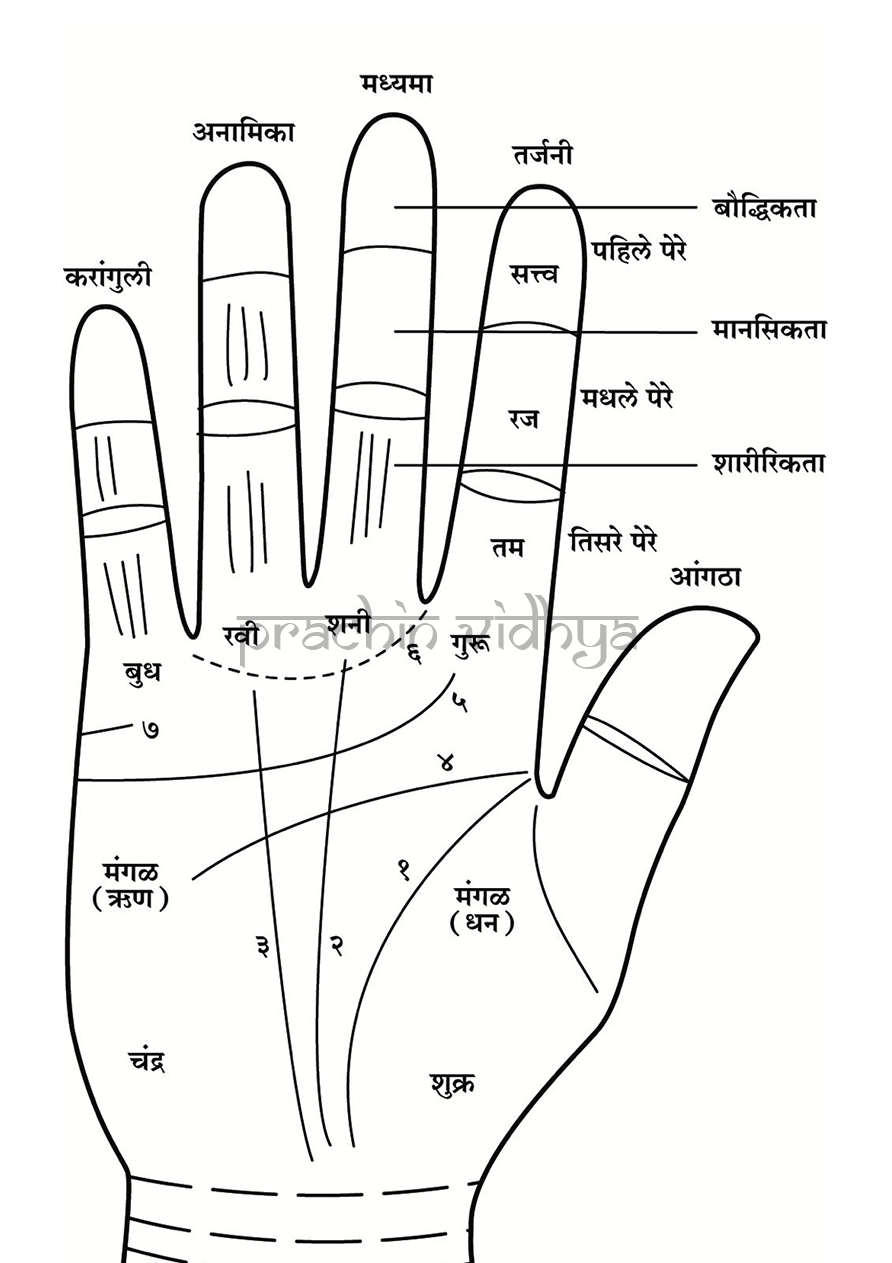 मध्यमा
अनामिका
तर्जनी
बौद्धिकता
पहिले पेरे
सत्त्व
करांगुली
मानसिकता
मधले पेरे
रज
शारीरिकता
तिसरे पेरे
तम
आंगठा
prachin vidhya
रवी
शनी
६
गुरू
बुध
५
७
४
मंगळ
(ऋण)
१
मंगळ
(धन)
३
२
चंद्र
शुक्र